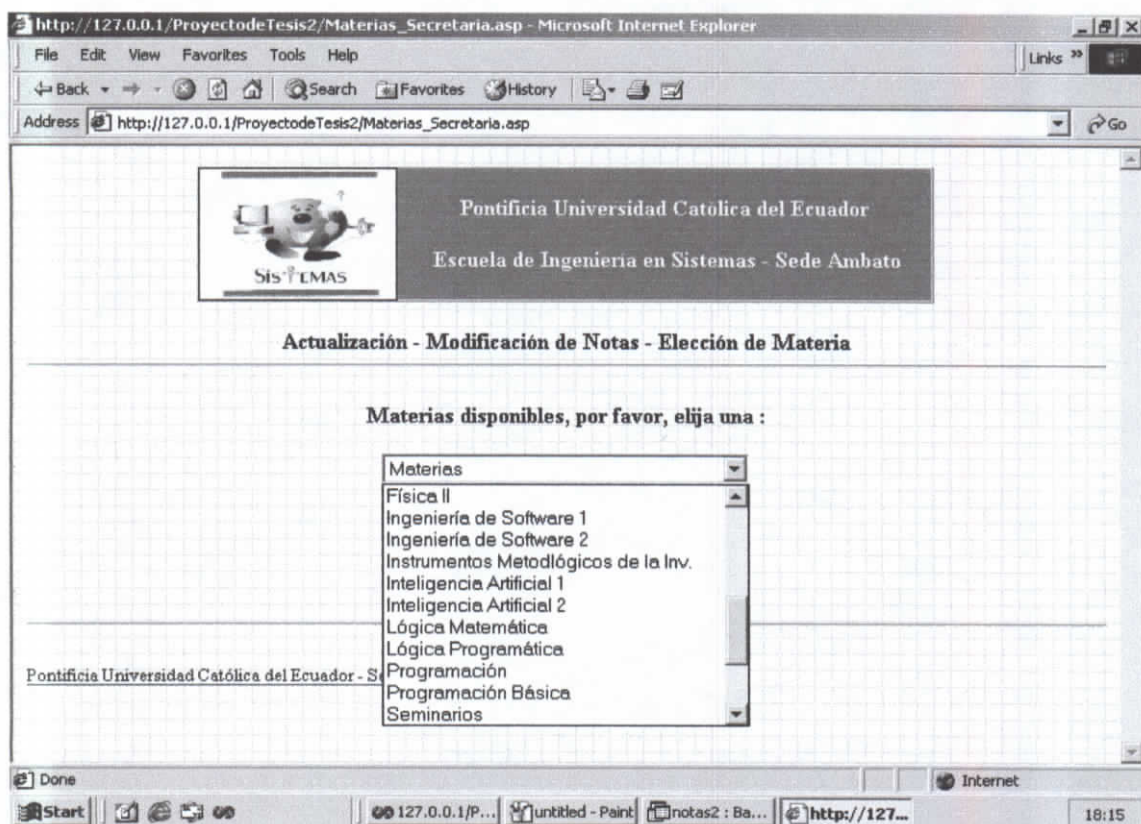 http://127.0.0.1/ProyectodeTesis2/Materias_Secretaria.asp - Microsoft Internet Explorer
File Edit View Favorites Tools Help Links »
Back Search Favorites History
Address http://127.0.0.1/ProyectodeTesis2/Materias_Secretaria.asp Go
SisTEMAS
Pontificia Universidad Católica del Ecuador
Escuela de Ingeniería en Sistemas - Sede Ambato
Actualización - Modificación de Notas - Elección de Materia
Materias disponibles, por favor, elija una :
Materias
Física II
Ingeniería de Software 1
Ingeniería de Software 2
Instrumentos Metodlógicos de la Inv.
Inteligencia Artificial 1
Inteligencia Artificial 2
Lógica Matemática
Lógica Programática
Programación
Programación Básica
Seminarios
Pontificia Universidad Católica del Ecuador - S
Done Internet
Start 127.0.0.1/P... untitled - Paint notas2 : Ba... http://127... 18:15